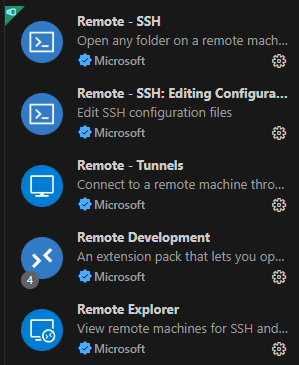 Remote - SSH
Open any folder on a remote mach...
Microsoft
Remote - SSH: Editing Configura...
Edit SSH configuration files
Microsoft
Remote - Tunnels
Connect to a remote machine thro...
Microsoft
Remote Development
An extension pack that lets you op...
4
Microsoft
Remote Explorer
View remote machines for SSH and...
Microsoft